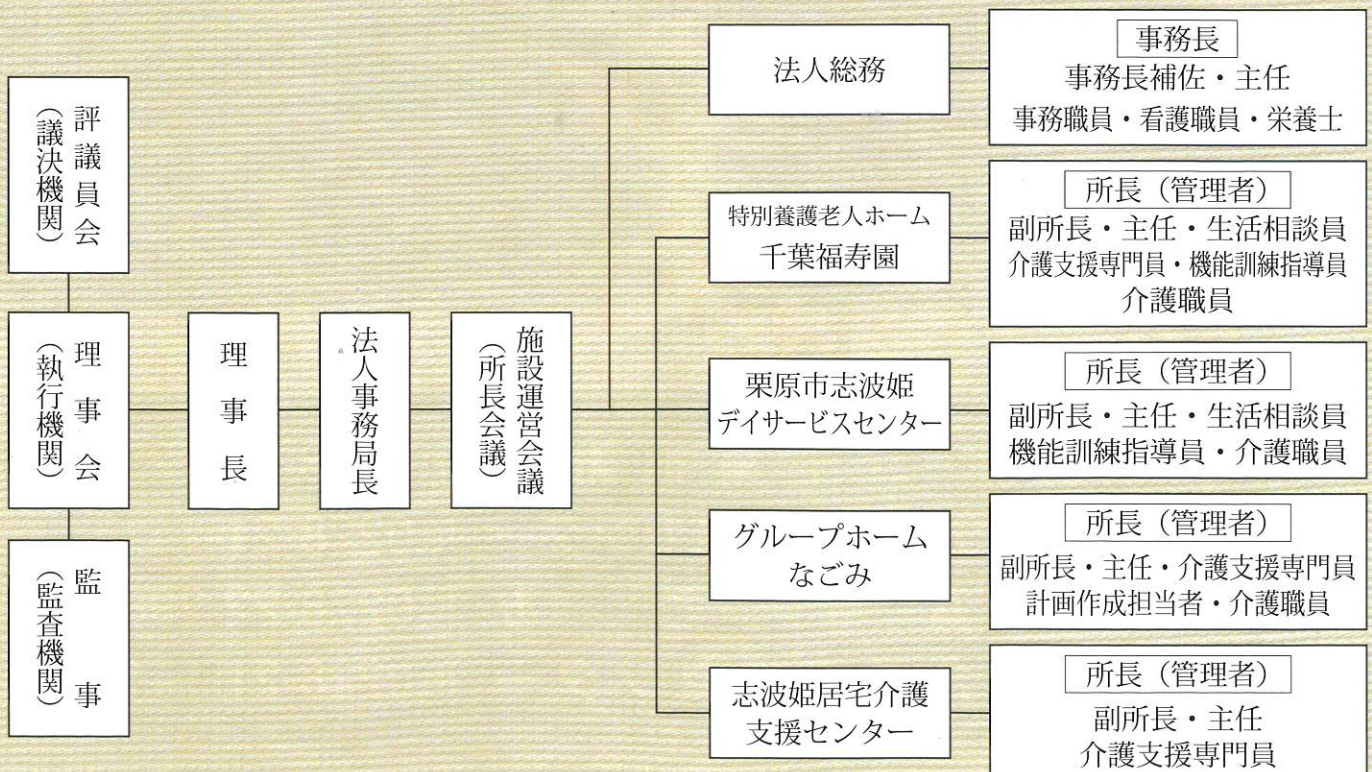 評議員会
(議決機関)
理事会
(執行機関)
監事
(監査機関)
理事長
法人事務局長
施設運営会議
(所長会議)
法人総務
事務長
事務長補佐・主任
事務職員・看護職員・栄養士
特別養護老人ホーム
千葉福寿園
所長（管理者）
副所長・主任・生活相談員
介護支援専門員・機能訓練指導員
介護職員
栗原市志波姫
デイサービスセンター
所長（管理者）
副所長・主任・生活相談員
機能訓練指導員・介護職員
グループホーム
なごみ
所長（管理者）
副所長・主任・介護支援専門員
計画作成担当者・介護職員
志波姫居宅介護
支援センター
所長（管理者）
副所長・主任
介護支援専門員